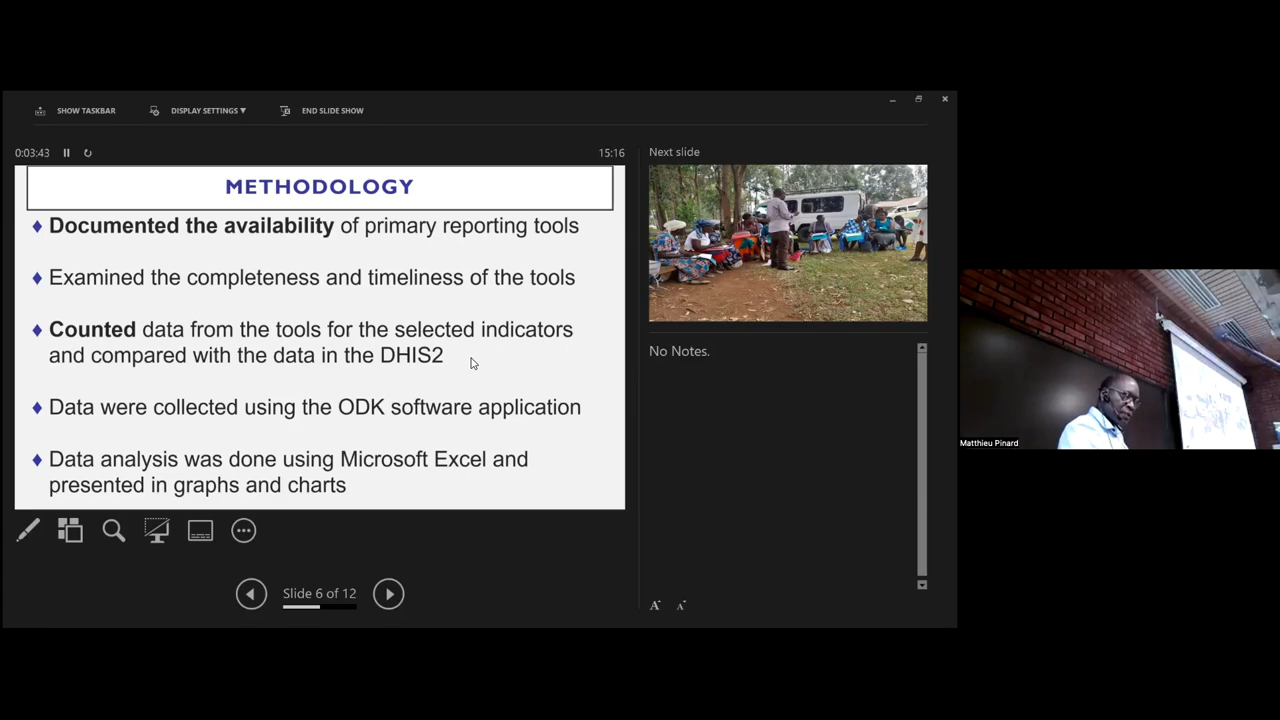 SHOW TASKBAR
DISPLAY SETTINGS ▼
END SLIDE SHOW
0:03:43
15:16
METHODOLOGY
♦ Documented the availability of primary reporting tools
♦ Examined the completeness and timeliness of the tools
♦ Counted data from the tools for the selected indicators
and compared with the data in the DHIS2
♦ Data were collected using the ODK software application
♦ Data analysis was done using Microsoft Excel and
presented in graphs and charts
Slide 6 of 12
Next slide
No Notes.
A A
Matthieu Pinard